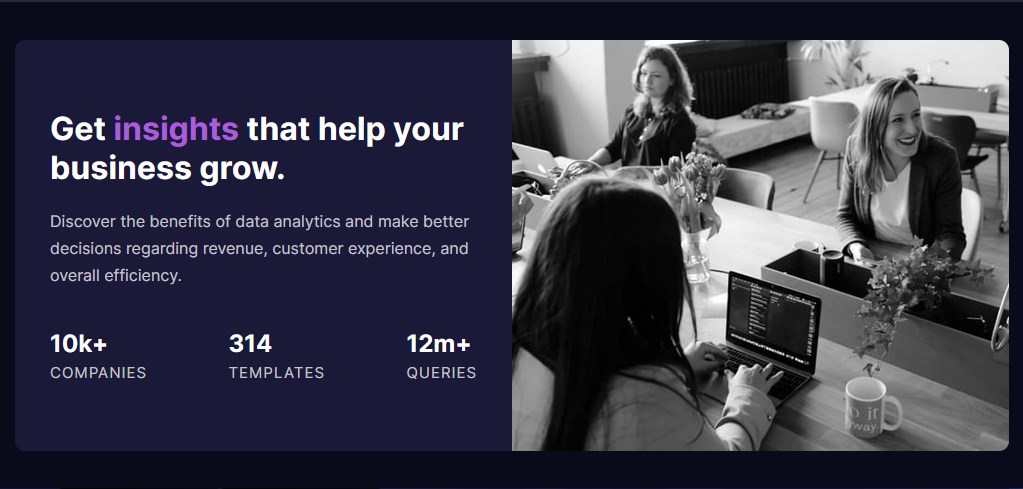 Get insights that help your
business grow.
Discover the benefits of data analytics and make better
decisions regarding revenue, customer experience, and
overall efficiency.
10k+
314
12m+
COMPANIES
TEMPLATES
QUERIES
it